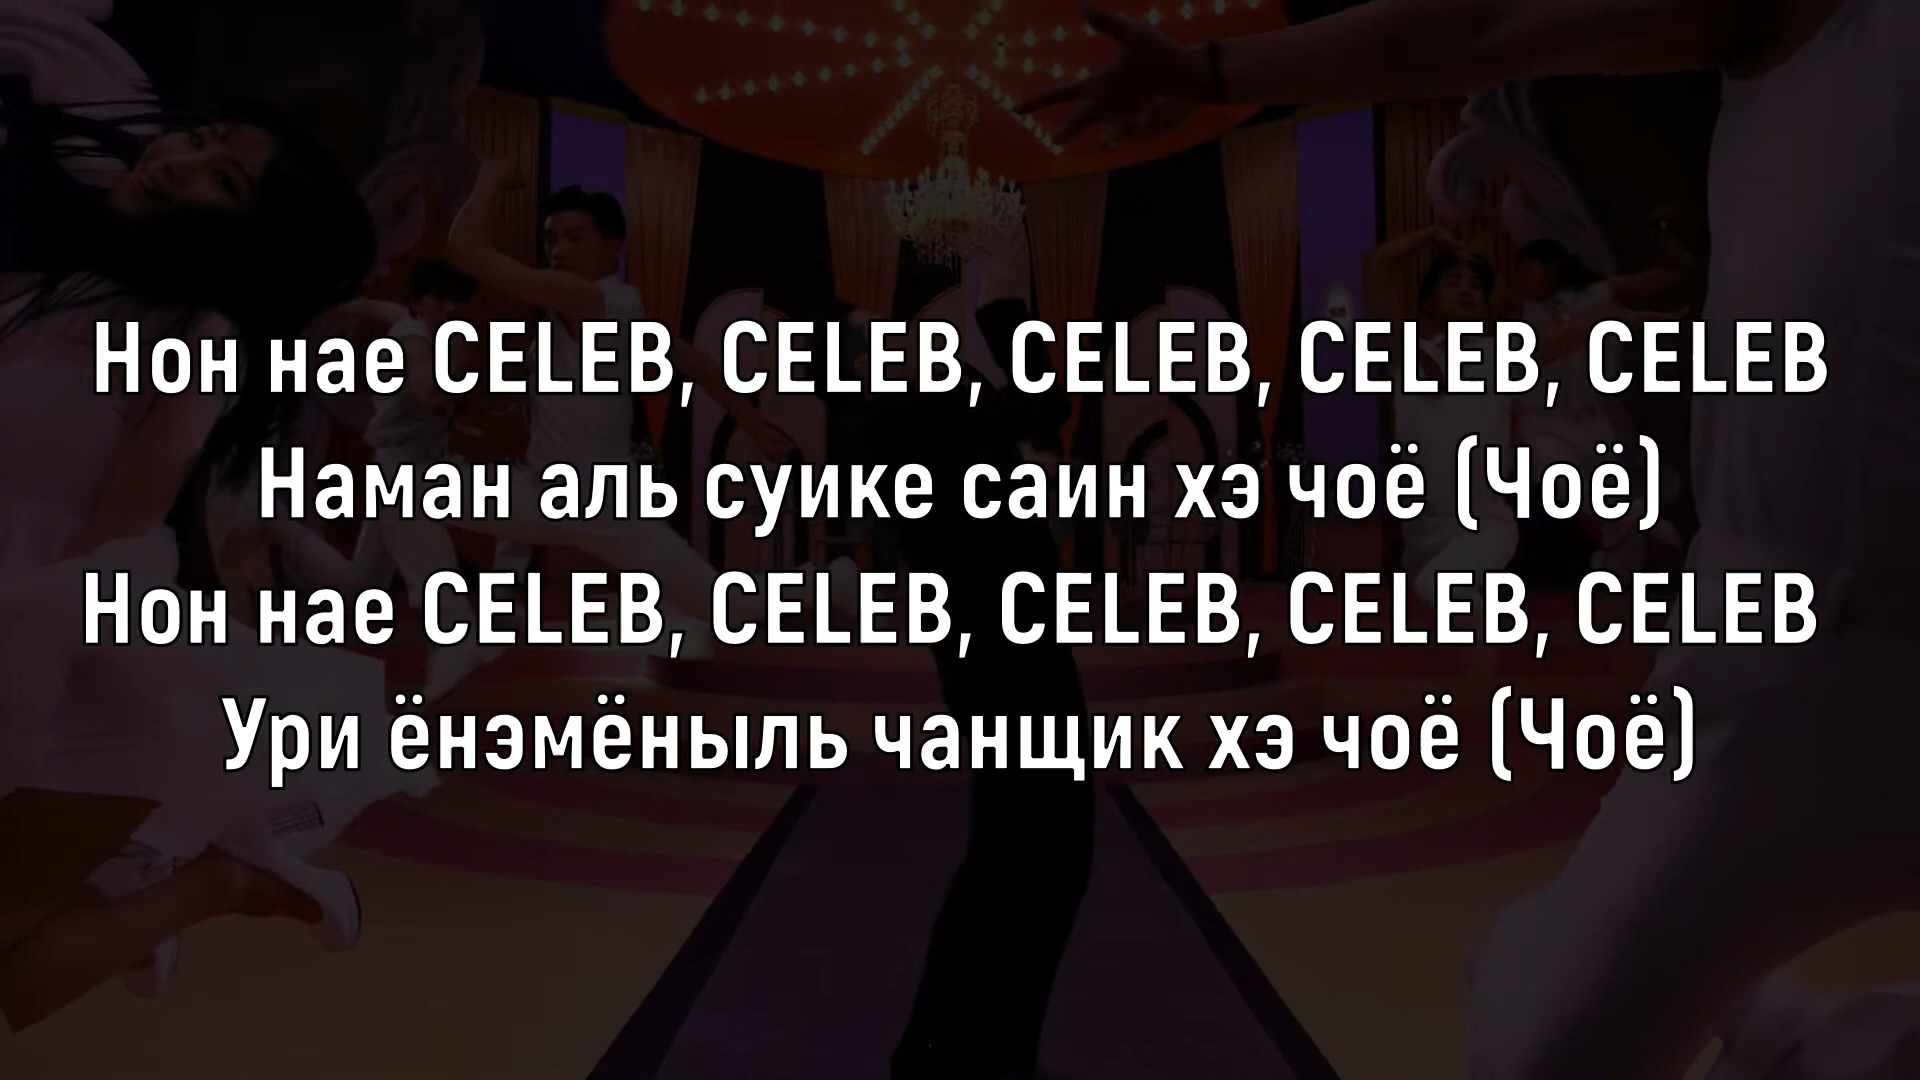 Нон нае CELEB, CELEB, CELEB, CELEB, CELEB
Наман аль суике саин хэ чоё (Чоё)
Нон нае CELEB, CELEB, CELEB, CELEB, CELEB
Ури ёнэмёныль чанщик хэ чоё (Чоё)